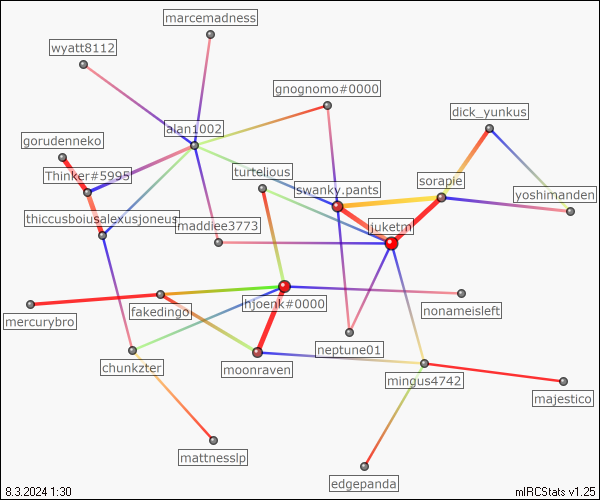 marcemadness
wyatt8112
gnognomo#0000
dick_yunkus
alan1002
gorudenneko
Thinker#5995
turtelious
sorapie
swanky.pants
yoshimanden
thiccusboiusalexusjoneus
maddiee3773
juketm
hjoenk#0000
nonameisleft
mercurybro
fakedingo
neptune01
chunkzter
moonraven
mingus4742
majestico
mattnesslp
edgepanda
8.3.2024 1:30
mIRCStats v1.25